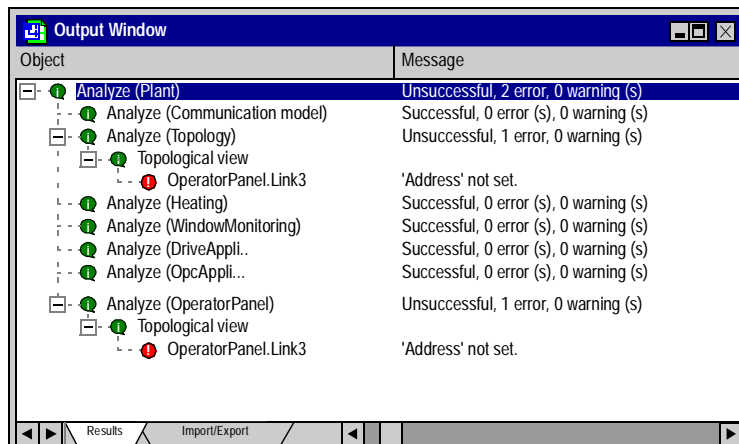 Output Window
Object Message
Analyze (Plant) Unsuccessful, 2 error, 0 warning (s)
Analyze (Communication model) Successful, 0 error (s), 0 warning (s)
Analyze (Topology) Unsuccessful, 1 error, 0 warning (s)
Topological view
OperatorPanel.Link3 'Address' not set.
Analyze (Heating) Successful, 0 error (s), 0 warning (s)
Analyze (WindowMonitoring) Successful, 0 error (s), 0 warning (s)
Analyze (DriveAppli.. Successful, 0 error (s), 0 warning (s)
Analyze (OpcAppli... Successful, 0 error (s), 0 warning (s)
Analyze (OperatorPanel) Unsuccessful, 1 error, 0 warning (s)
Topological view
OperatorPanel.Link3 'Address' not set.
Results Import/Export